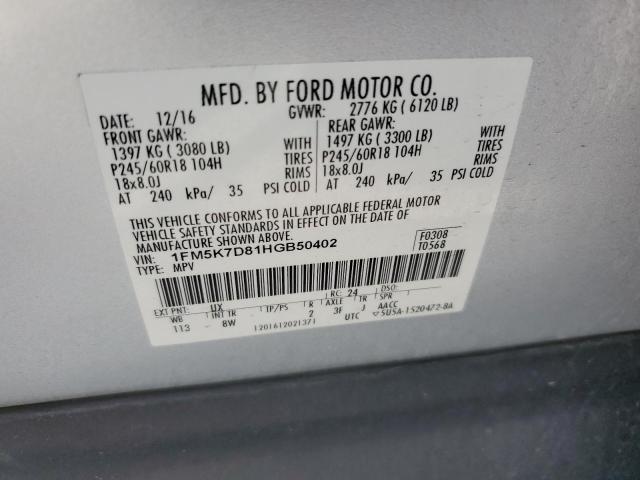 MFD. BY FORD MOTOR CO.
DATE: 12/16 GVWR: 2776 KG ( 6120 LB)
FRONT GAWR: REAR GAWR:
1397 KG ( 3080 LB) WITH 1497 KG ( 3300 LB) WITH
P245/60R18 104H TIRES P245/60R18 104H TIRES
18x8.0J RIMS 18x8.0J RIMS
AT 240 kPa/ 35 PSI COLD AT 240 kPa/ 35 PSI COLD
THIS VEHICLE CONFORMS TO ALL APPLICABLE FEDERAL MOTOR
VEHICLE SAFETY STANDARDS IN EFFECT ON THE DATE OF
MANUFACTURE SHOWN ABOVE.
VIN: 1FM5K7D81HGB50402 F0308
TYPE: MPV T0568
EXT PNT: UX RC: 24 DSO:
WB INT TR TP/PS R AXLE TR SPR
113 8W 2 3F J AACC
1201612021371 UTC 5U5A-1520472-BA